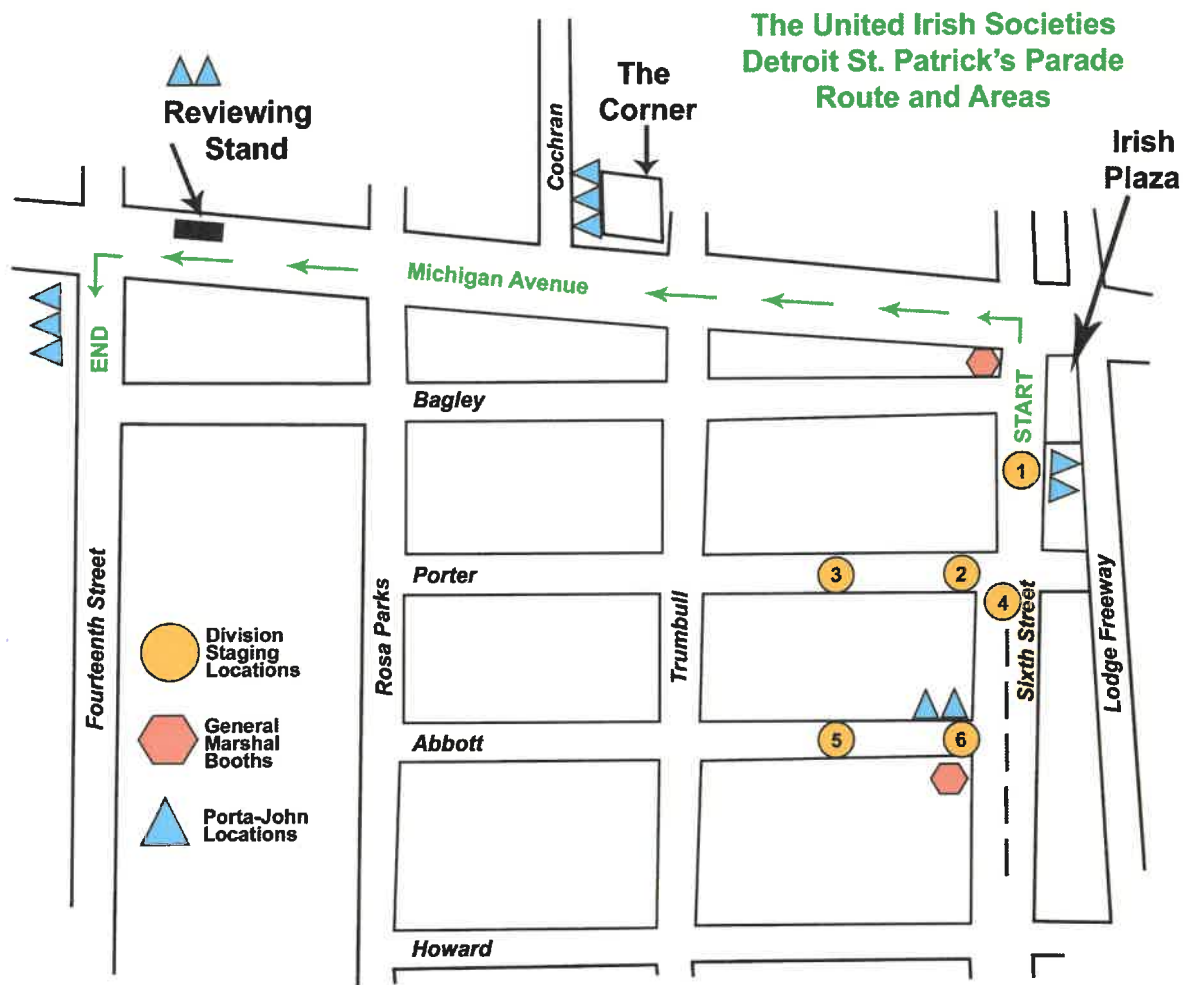 The United Irish Societies
Detroit St. Patrick's Parade
Route and Areas
Reviewing
Stand
The
Corner
Cochran
Irish
Plaza
Michigan Avenue
END
START
Bagley
1
Porter
3
2
4
Fourteenth Street
Rosa Parks
Trumbull
Sixth Street
Lodge Freeway
Division
Staging
Locations
General
Marshal
Booths
Porta-John
Locations
Abbott
5
6
Howard